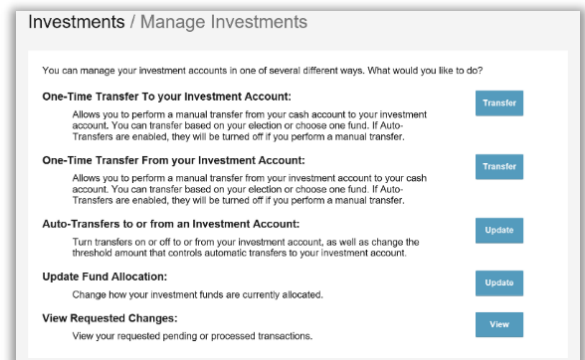 Investments / Manage Investments
You can manage your investment accounts in one of several different ways. What would you like to do?
One-Time Transfer To your Investment Account:
Transfer
Allows you to perform a manual transfer from your cash account to your investment
account. You can transfer based on your election or choose one fund. If Auto-
Transfers are enabled, they will be turned off if you perform a manual transfer.
One-Time Transfer From your Investment Account:
Transfer
Allows you to perform a manual transfer from your investment account to your cash
account. You can transfer based on your election or choose one fund. If Auto-
Transfers are enabled, they will be turned off if you perform a manual transfer.
Auto-Transfers to or from an Investment Account:
Update
Turn transfers on or off to or from your investment account, as well as change the
threshold amount that controls automatic transfers to your investment account.
Update Fund Allocation:
Update
Change how your investment funds are currently allocated.
View Requested Changes:
View
View your requested pending or processed transactions.